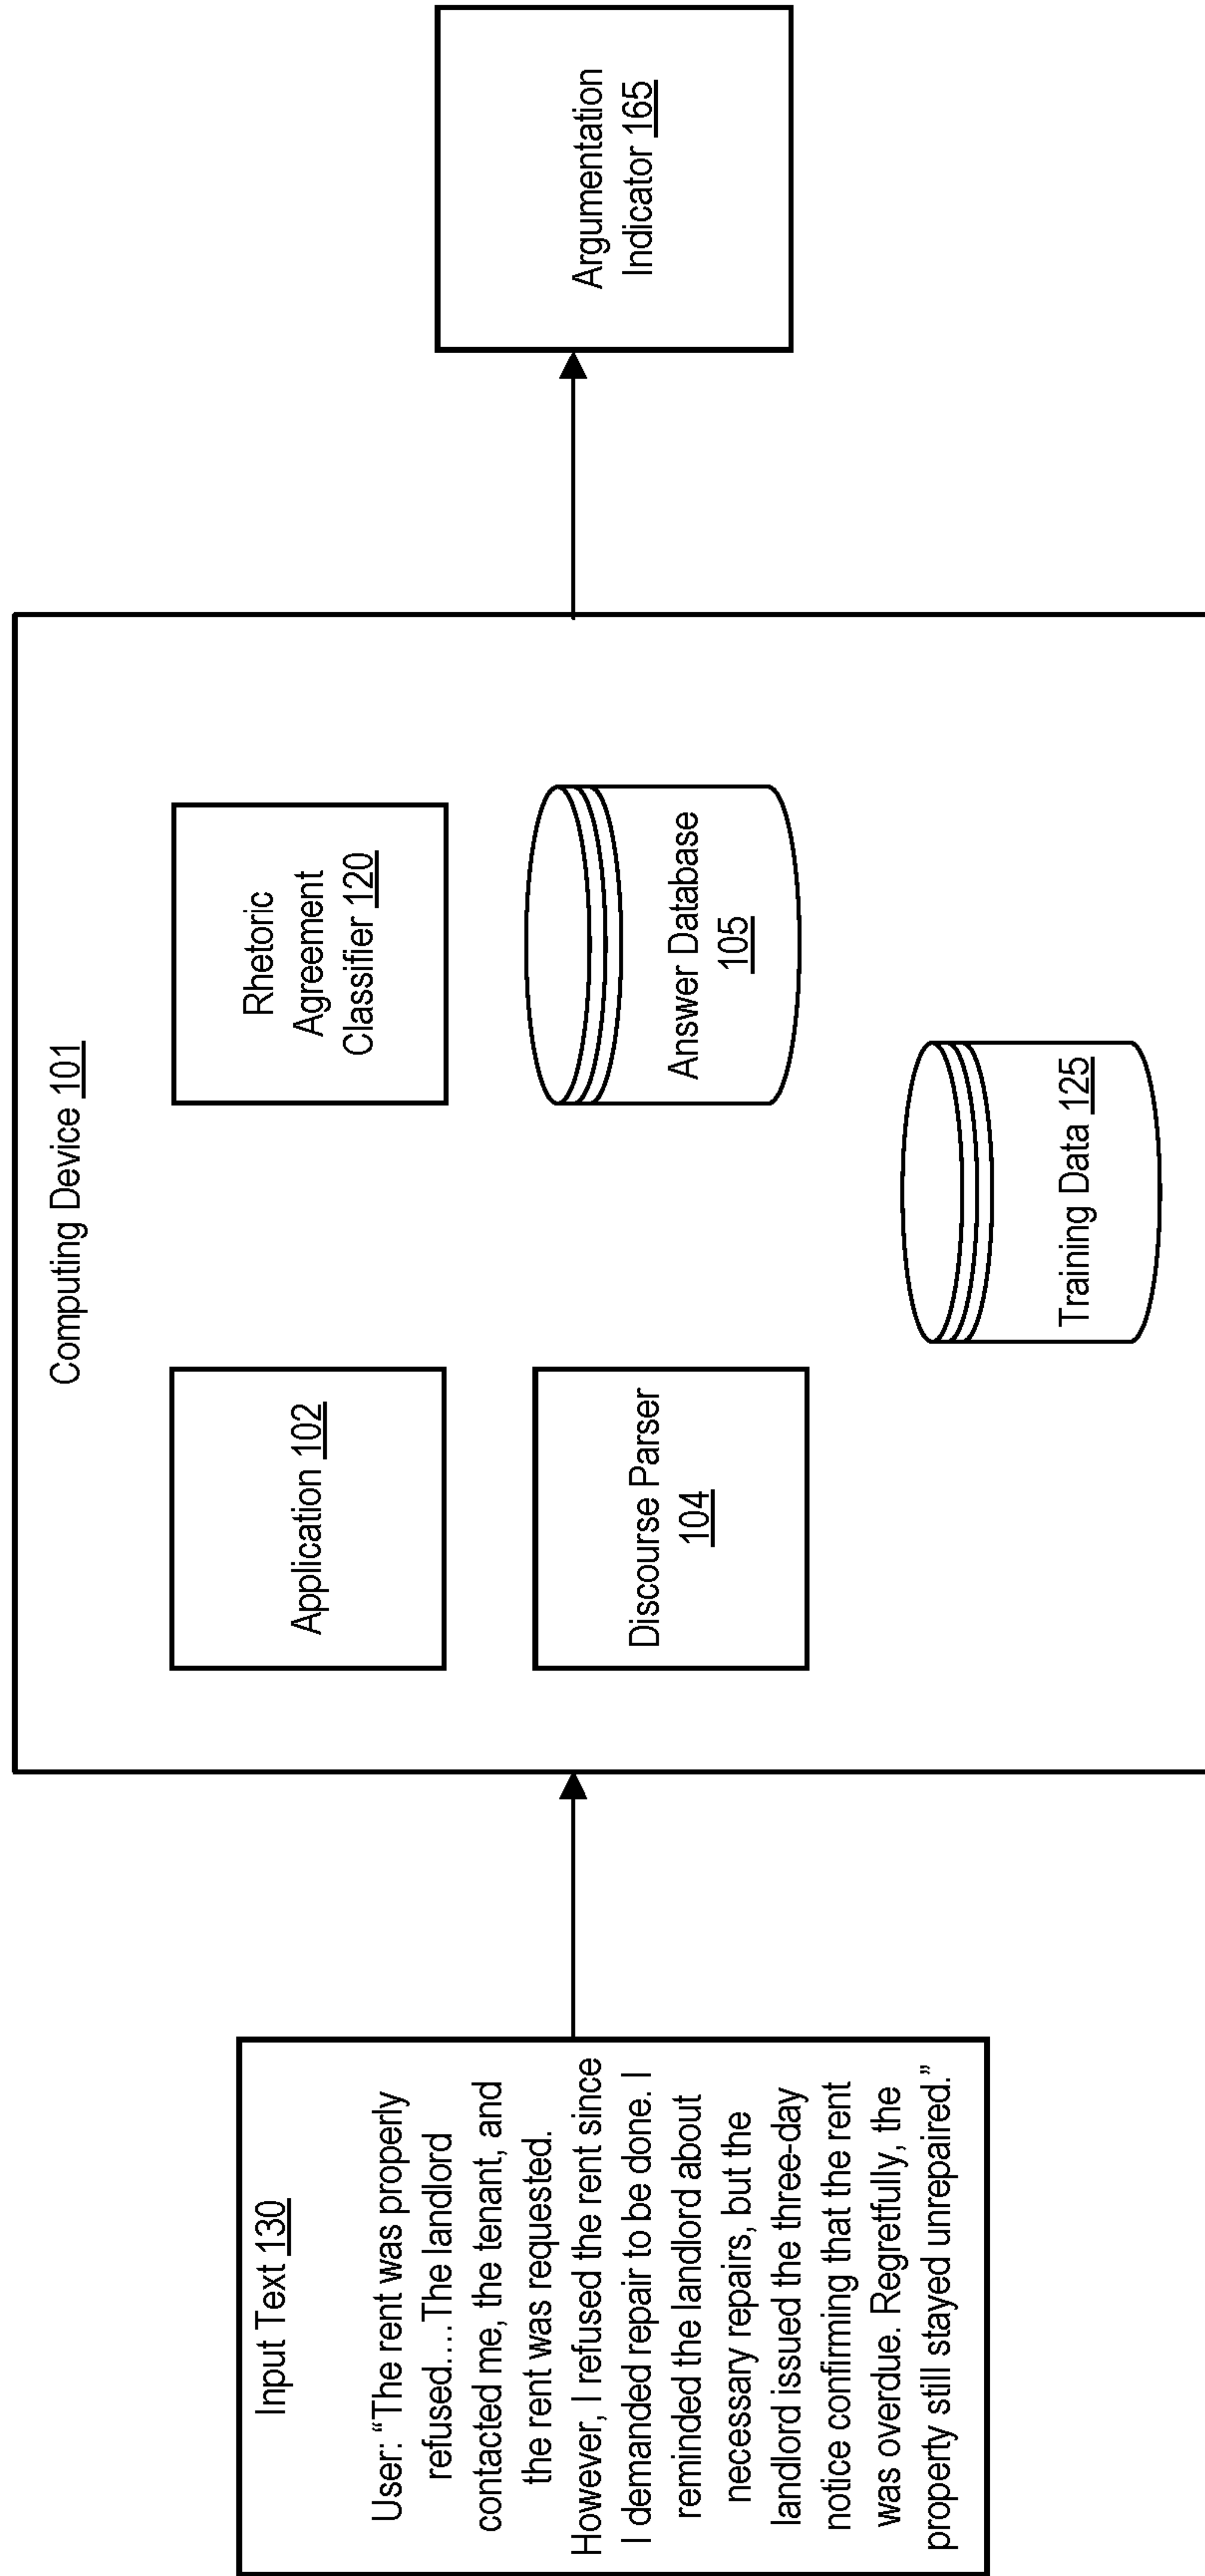 Input Text 130
User: “The rent was properly
refused....The landlord
contacted me, the tenant, and
the rent was requested.
However, I refused the rent since
I demanded repair to be done. I
reminded the landlord about
necessary repairs, but the
landlord issued the three-day
notice confirming that the rent
was overdue. Regretfully, the
property still stayed unrepaired.”
Computing Device 101
Application 102
Rhetoric
Agreement
Classifier 120
Discourse Parser
104
Answer Database
105
Training Data 125
Argumentation
Indicator 165